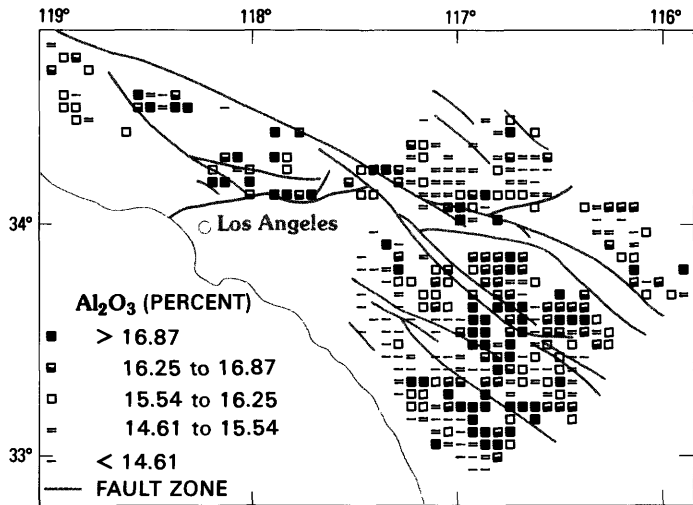 119° 118° 117° 116°
34°
Los Angeles
Al₂O₃ (PERCENT)
> 16.87
16.25 to 16.87
15.54 to 16.25
14.61 to 15.54
< 14.61
33°
FAULT ZONE